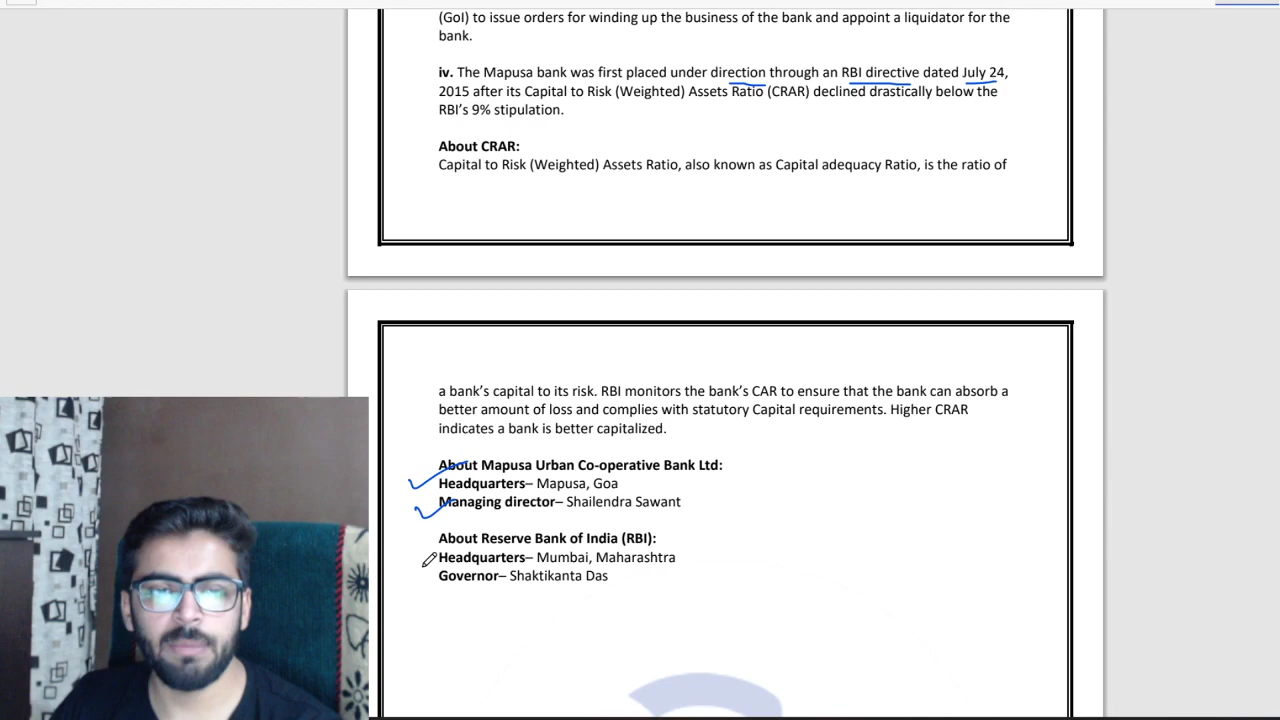 (GoI) to issue orders for winding up the business of the bank and appoint a liquidator for the
bank.
iv. The Mapusa bank was first placed under direction through an RBI directive dated July 24,
2015 after its Capital to Risk (Weighted) Assets Ratio (CRAR) declined drastically below the
RBI’s 9% stipulation.
About CRAR:
Capital to Risk (Weighted) Assets Ratio, also known as Capital adequacy Ratio, is the ratio of
a bank’s capital to its risk. RBI monitors the bank’s CAR to ensure that the bank can absorb a
better amount of loss and complies with statutory Capital requirements. Higher CRAR
indicates a bank is better capitalized.
About Mapusa Urban Co-operative Bank Ltd:
Headquarters– Mapusa, Goa
Managing director– Shailendra Sawant
About Reserve Bank of India (RBI):
Headquarters– Mumbai, Maharashtra
Governor– Shaktikanta Das